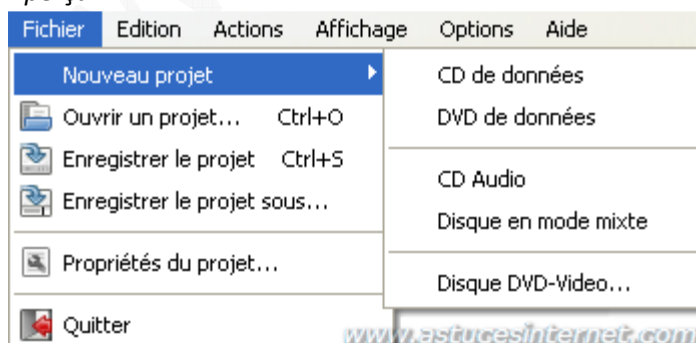 Fichier Edition Actions Affichage Options Aide
Nouveau projet
Ouvrir un projet... Ctrl+O
Enregistrer le projet Ctrl+S
Enregistrer le projet sous...
Propriétés du projet...
Quitter
CD de données
DVD de données
CD Audio
Disque en mode mixte
Disque DVD-Video...
www.astucesinternet.com